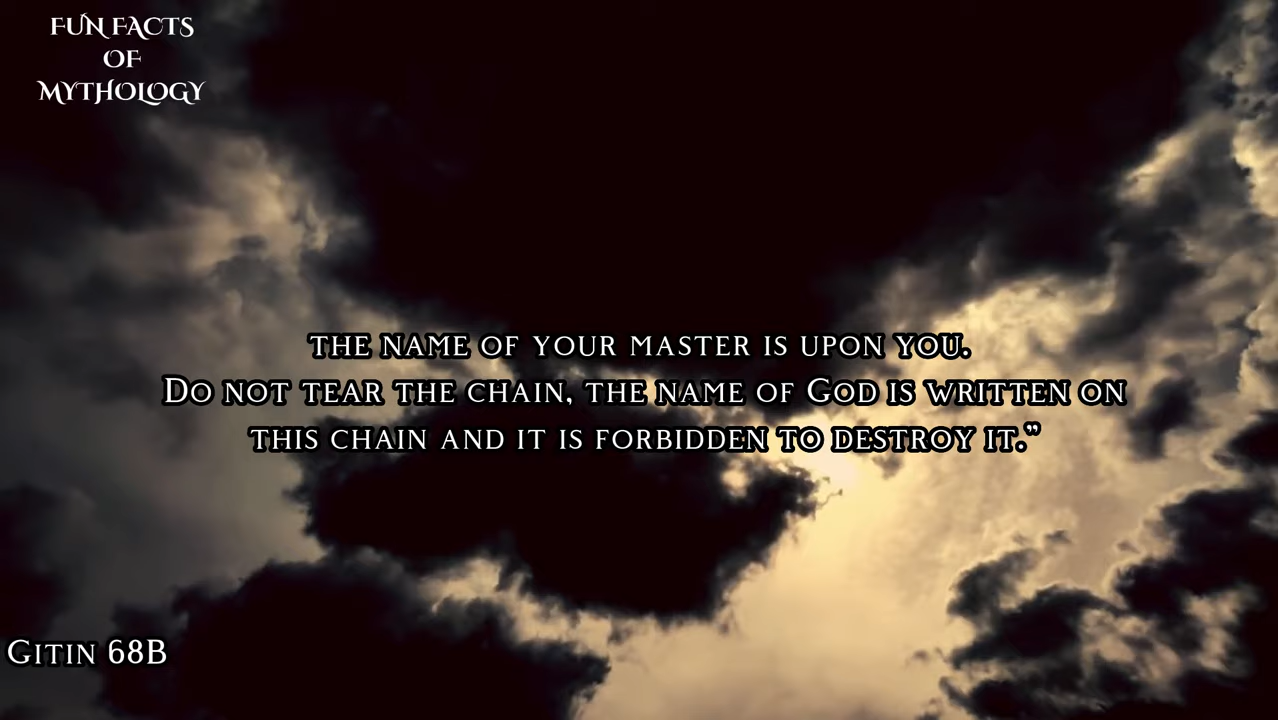 FUN FACTS
OF
MYTHOLOGY
THE NAME OF YOUR MASTER IS UPON YOU.
DO NOT TEAR THE CHAIN, THE NAME OF GOD IS WRITTEN ON
THIS CHAIN AND IT IS FORBIDDEN TO DESTROY IT.”
GITIN 68B